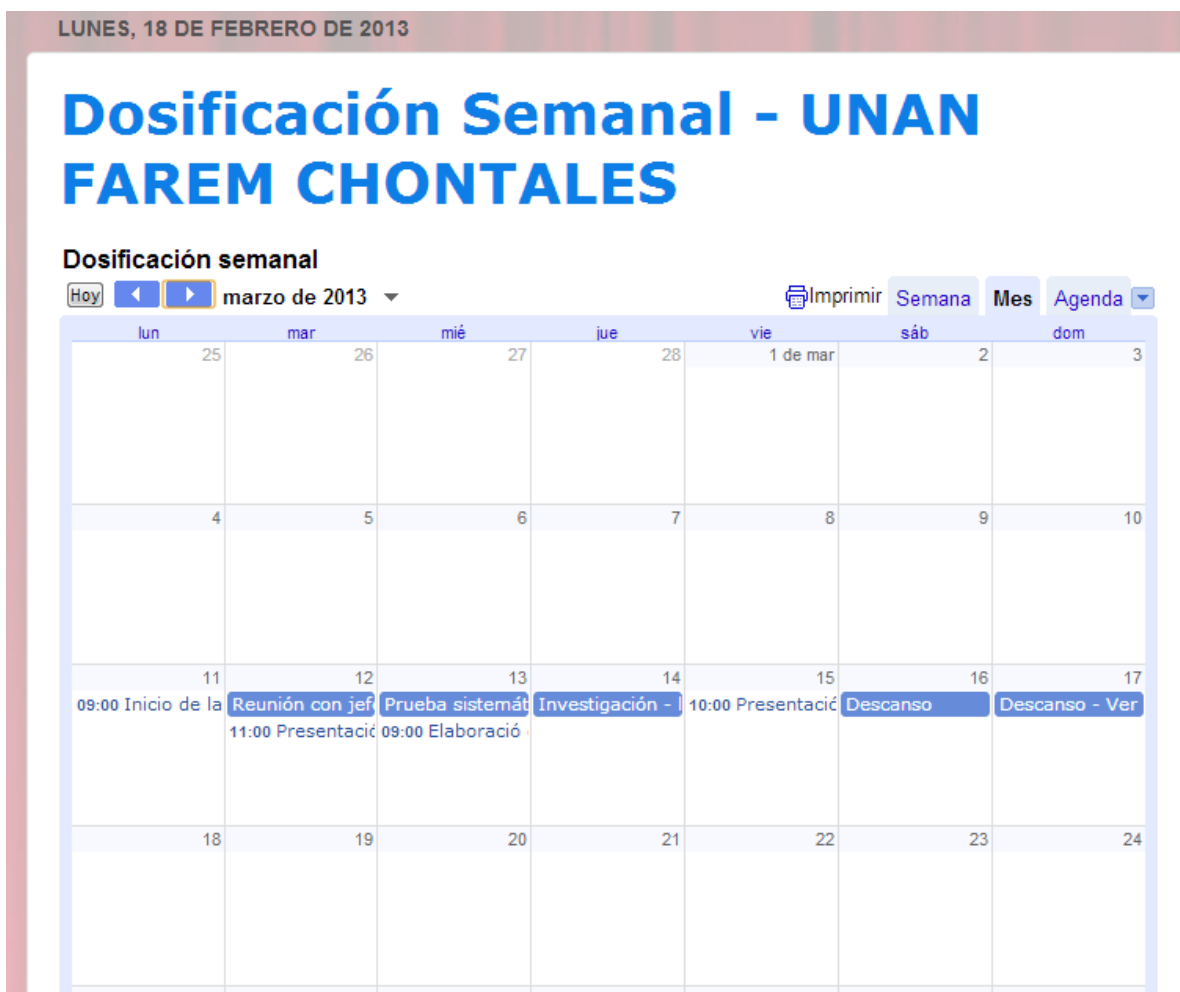 LUNES, 18 DE FEBRERO DE 2013
Dosificación Semanal - UNAN
FAREM CHONTALES
Dosificación semanal
Hoy marzo de 2013 Imprimir Semana Mes Agenda
lun mar mié jue vie sáb dom
25 26 27 28 1 de mar 2 3
4 5 6 7 8 9 10
11 12 13 14 15 16 17
09:00 Inicio de la Reunión con jef Prueba sistemát Investigación - 10:00 Presentació Descanso Descanso - Ver
11:00 Presentació 09:00 Elaboració
18 19 20 21 22 23 24